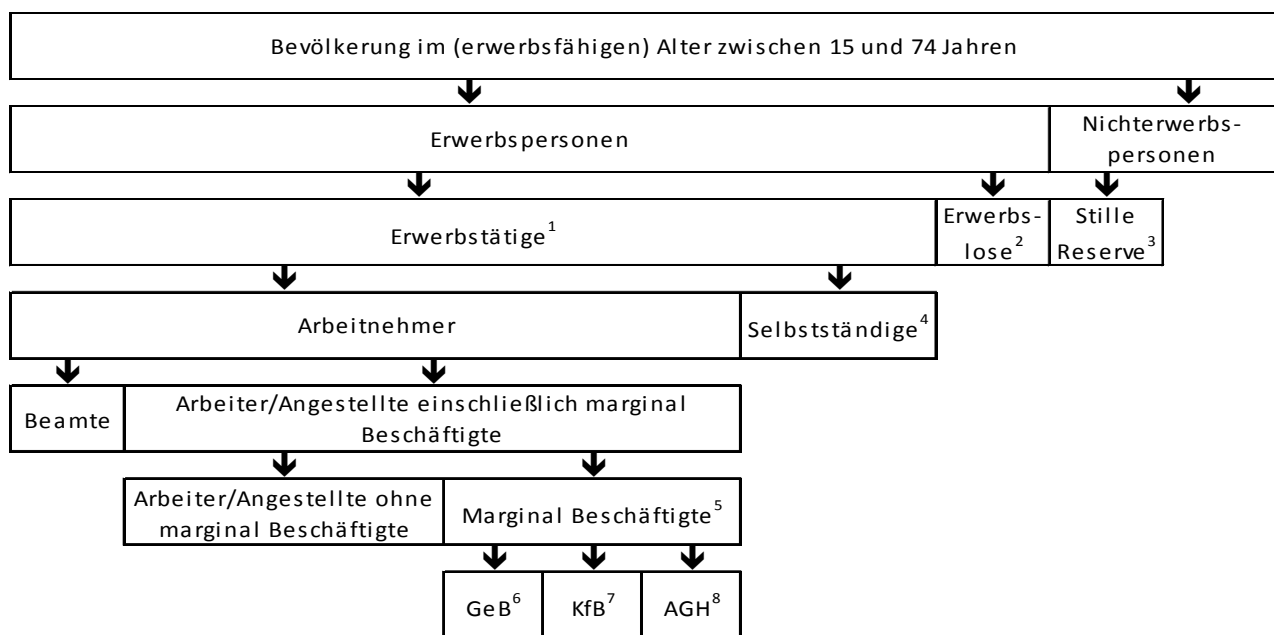 Bevölkerung im (erwerbsfähigen) Alter zwischen 15 und 74 Jahren
Erwerbspersonen
Nichterwerbs-
personen
Erwerbstätige¹
Erwerbs-
lose²
Stille
Reserve³
Arbeitnehmer
Selbstständige⁴
Beamte
Arbeiter/Angestellte einschließlich marginal
Beschäftigte
Arbeiter/Angestellte ohne
marginal Beschäftigte
Marginal Beschäftigte⁵
GeB⁶
KfB⁷
AGH⁸